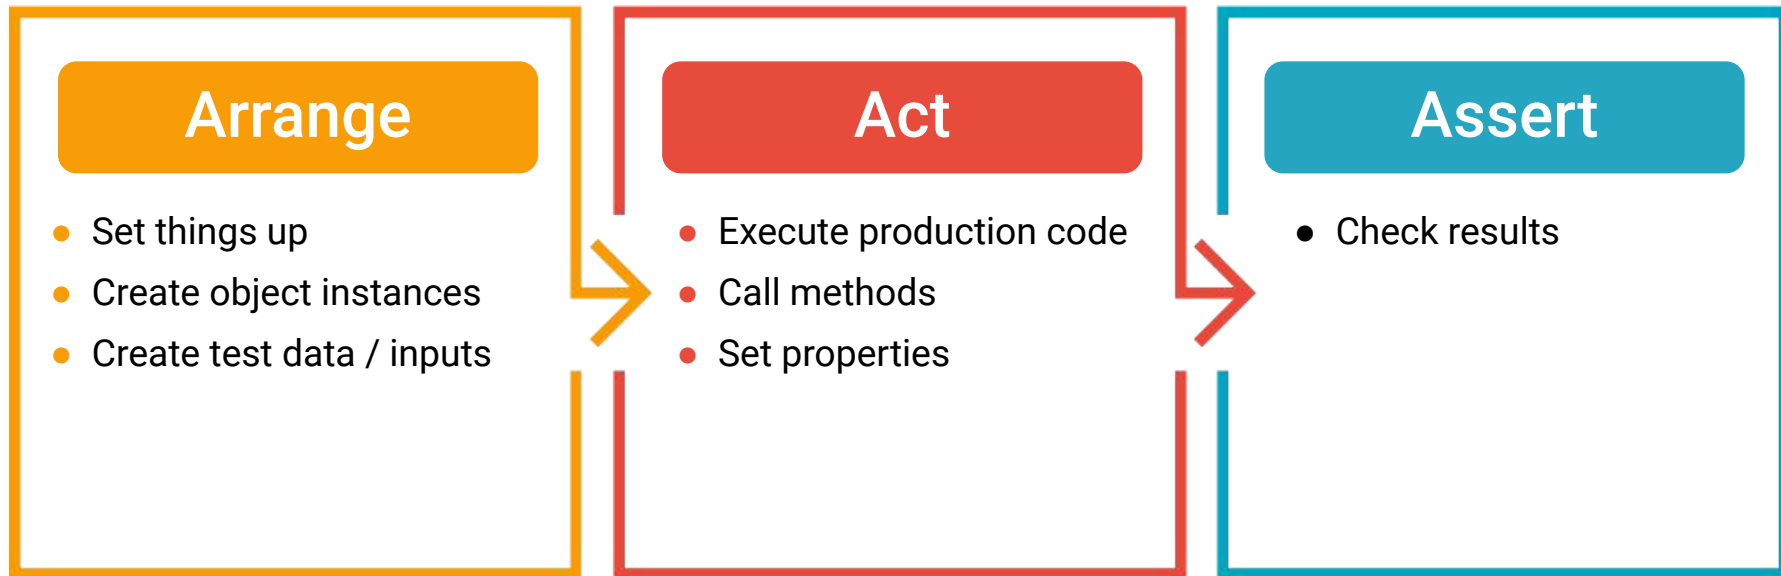 Arrange
● Set things up
● Create object instances
● Create test data / inputs
Act
● Execute production code
● Call methods
● Set properties
Assert
● Check results